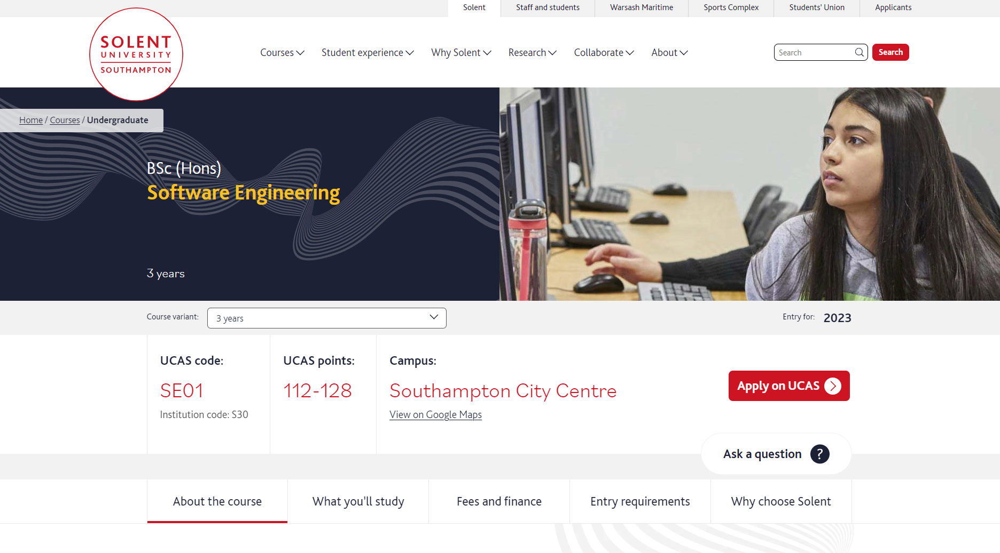 Solent
Staff and students
Warsash Maritime
Sports Complex
Students' Union
Applicants
SOLENT
UNIVERSITY
SOUTHAMPTON
Courses
Student experience
Why Solent
Research
Collaborate
About
Search
Search
Home / Courses / Undergraduate
BSc (Hons)
Software Engineering
3 years
Course variant:
3 years
Entry for:
2023
UCAS code:
SE01
Institution code: S30
UCAS points:
112-128
Campus:
Southampton City Centre
View on Google Maps
Apply on UCAS
Ask a question
?
About the course
What you'll study
Fees and finance
Entry requirements
Why choose Solent